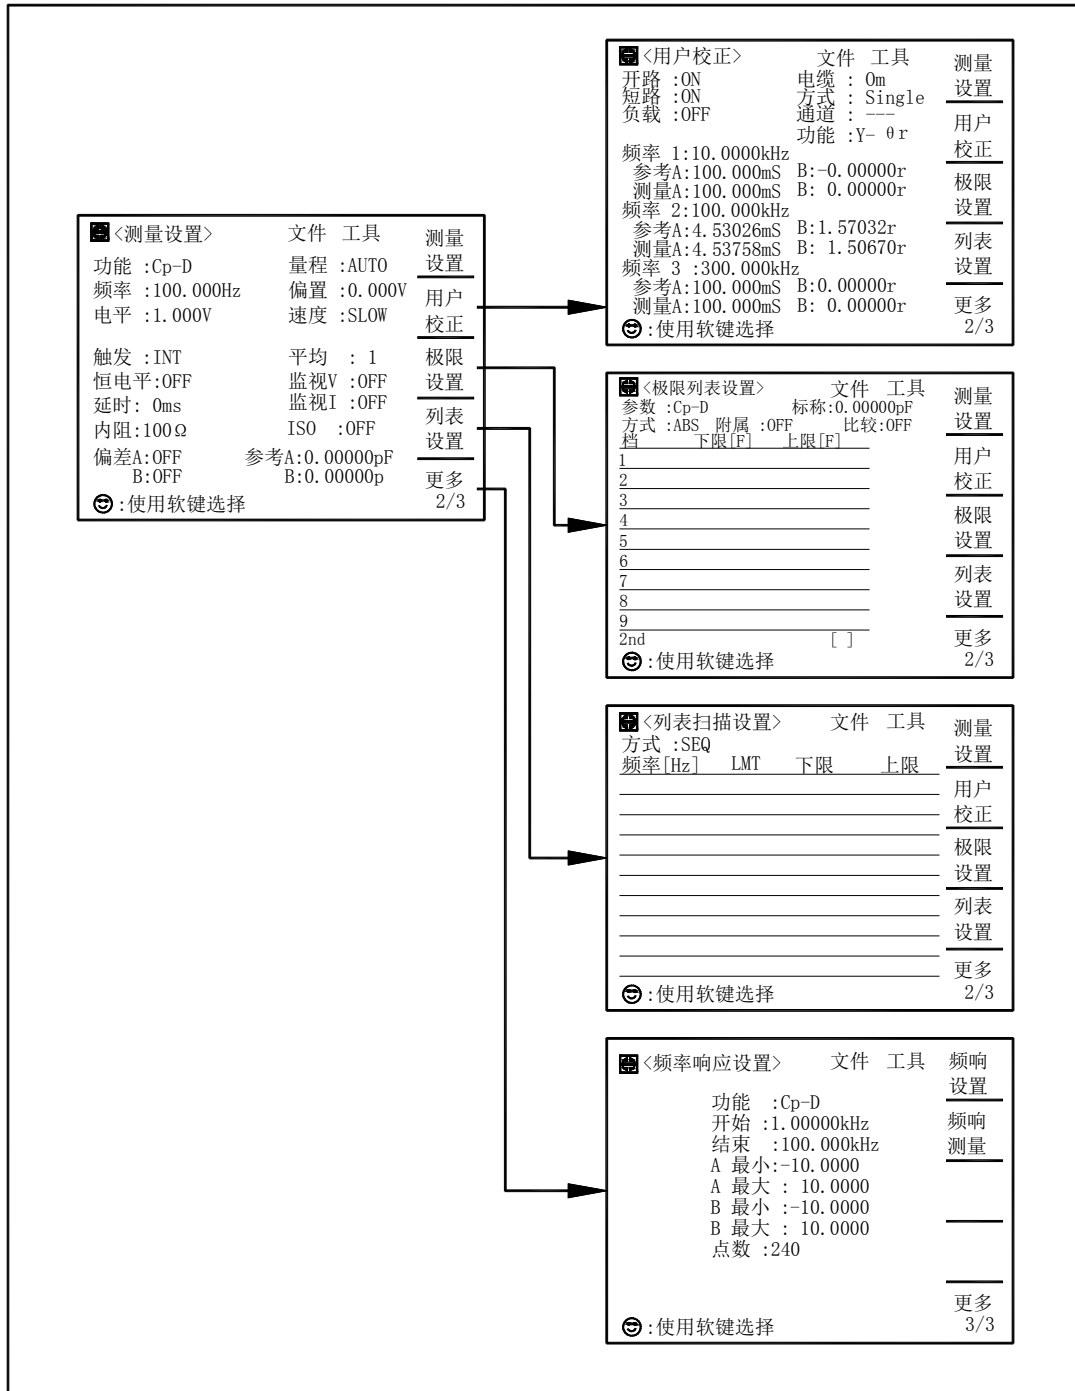 <测量设置> 文件 工具
功能 :Cp-D 量程 :AUTO
频率 :100.000Hz 偏置 :0.000V
电平 :1.000V 速度 :SLOW
触发 :INT 平均 : 1
恒电平:OFF 监视V :OFF
延时: 0ms 监视I :OFF
内阻:100Ω ISO :OFF
偏差A:OFF 参考A:0.00000pF
B:OFF B:0.00000p
:使用软键选择
测量
设置
用户
校正
极限
设置
列表
设置
更多
2/3
<用户校正> 文件 工具
开路 :ON 电缆 : 0m
短路 :ON 方式 : Single
负载 :OFF 通道 : ---
功能 :Y- θr
频率 1:10.0000kHz
参考A:100.000mS B:-0.00000r
测量A:100.000mS B: 0.00000r
频率 2:100.000kHz
参考A:4.53026mS B:1.57032r
测量A:4.53758mS B: 1.50670r
频率 3 :300.000kHz
参考A:100.000mS B:0.00000r
测量A:100.000mS B: 0.00000r
:使用软键选择
测量
设置
用户
校正
极限
设置
列表
设置
更多
2/3
<极限列表设置> 文件 工具
参数 :Cp-D 标称:0.00000pF
方式 :ABS 附属 :OFF 比较:OFF
档 下限[F] 上限[F]
1
2
3
4
5
6
7
8
9
2nd [ ]
:使用软键选择
测量
设置
用户
校正
极限
设置
列表
设置
更多
2/3
<列表扫描设置> 文件 工具
方式 :SEQ
频率[Hz] LMT 下限 上限
:使用软键选择
测量
设置
用户
校正
极限
设置
列表
设置
更多
2/3
<频率响应设置> 文件 工具
功能 :Cp-D
开始 :1.00000kHz
结束 :100.000kHz
A 最小:-10.0000
A 最大 : 10.0000
B 最小 :-10.0000
B 最大 : 10.0000
点数 :240
:使用软键选择
频响
设置
频响
测量
更多
3/3